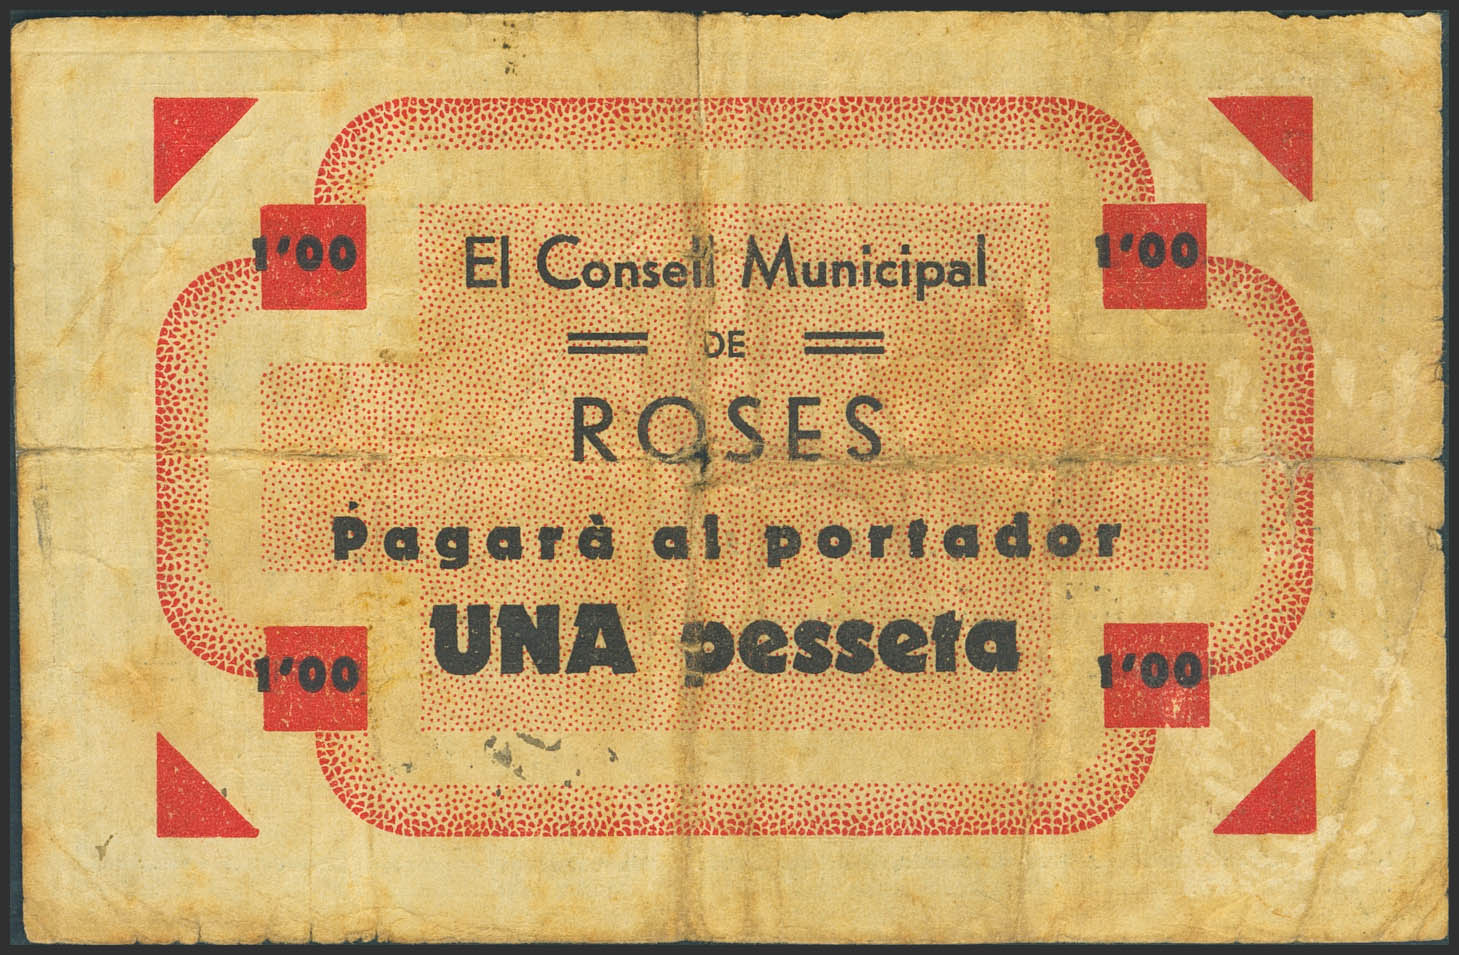 1'00 1'00
El Consell Municipal
DE
ROSES
Pagarà al portador
UNA pesseta
1'00 1'00